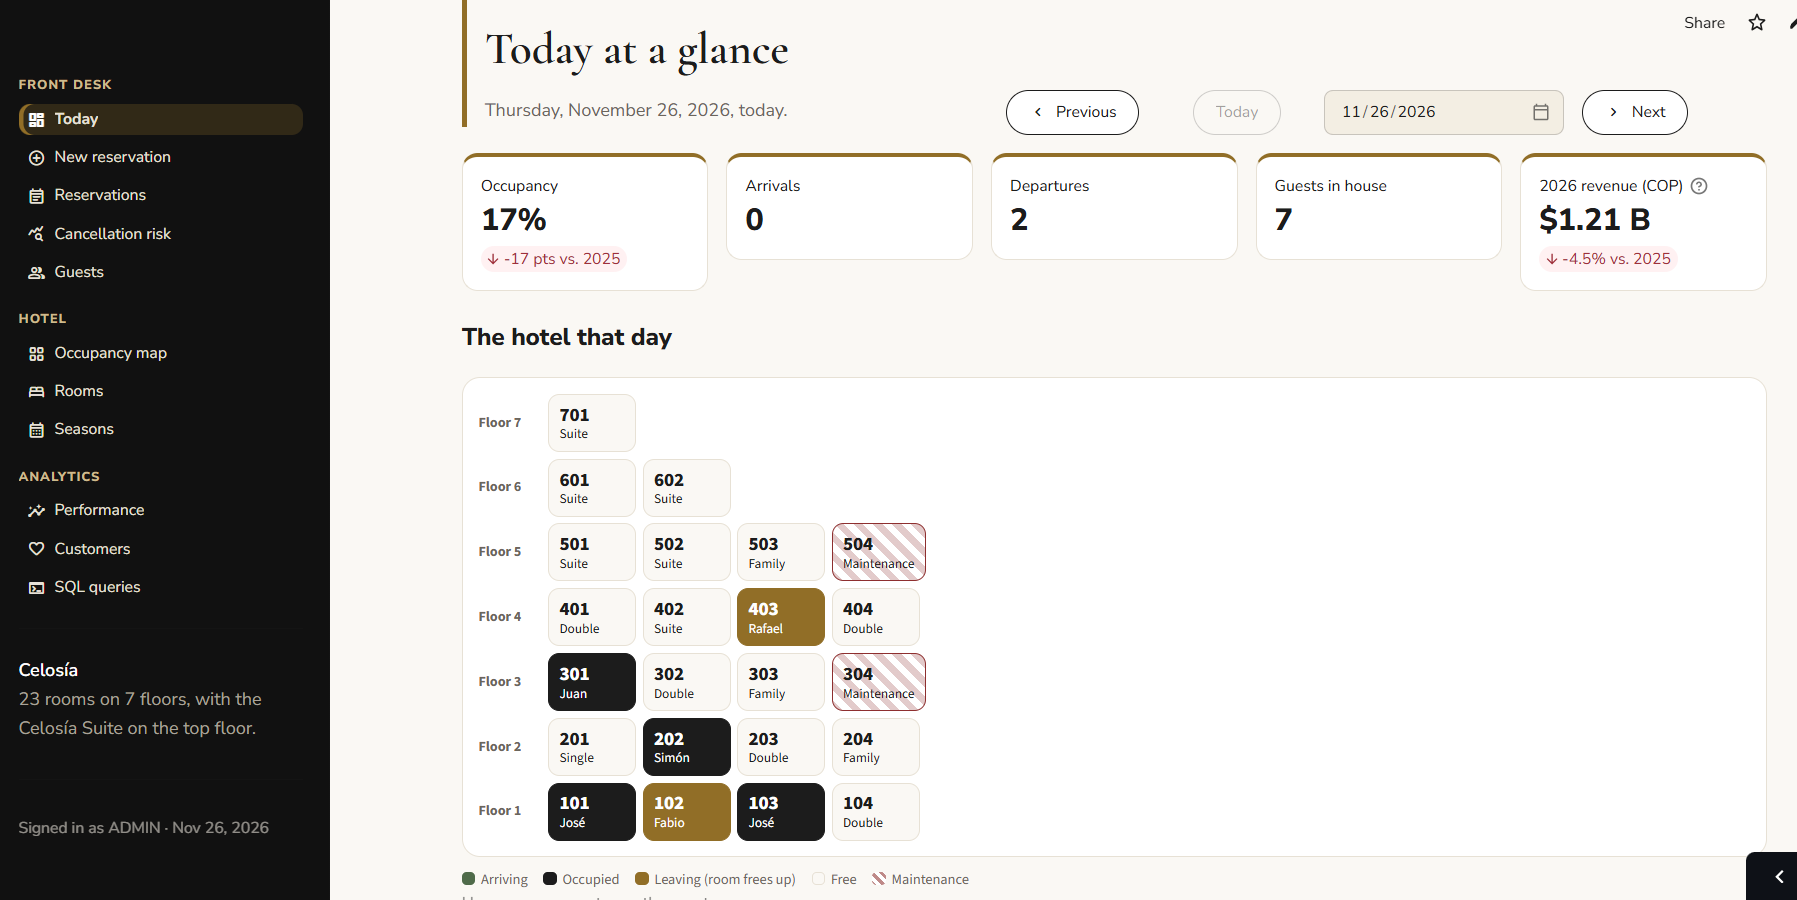 Share
FRONT DESK
Today
New reservation
Reservations
Cancellation risk
Guests
HOTEL
Occupancy map
Rooms
Seasons
ANALYTICS
Performance
Customers
SQL queries
Celosía
23 rooms on 7 floors, with the
Celosía Suite on the top floor.
Signed in as ADMIN · Nov 26, 2026
Today at a glance
Thursday, November 26, 2026, today.
Previous
Today
11/26/2026
Next
Occupancy
17%
-17 pts vs. 2025
Arrivals
0
Departures
2
Guests in house
7
2026 revenue (COP)
$1.21 B
-4.5% vs. 2025
The hotel that day
Floor 7
701
Suite
Floor 6
601
Suite
602
Suite
Floor 5
501
Suite
502
Suite
503
Family
504
Maintenance
Floor 4
401
Double
402
Suite
403
Rafael
404
Double
Floor 3
301
Juan
302
Double
303
Family
304
Maintenance
Floor 2
201
Single
202
Simón
203
Double
204
Family
Floor 1
101
José
102
Fabio
103
José
104
Double
Arriving
Occupied
Leaving (room frees up)
Free
Maintenance